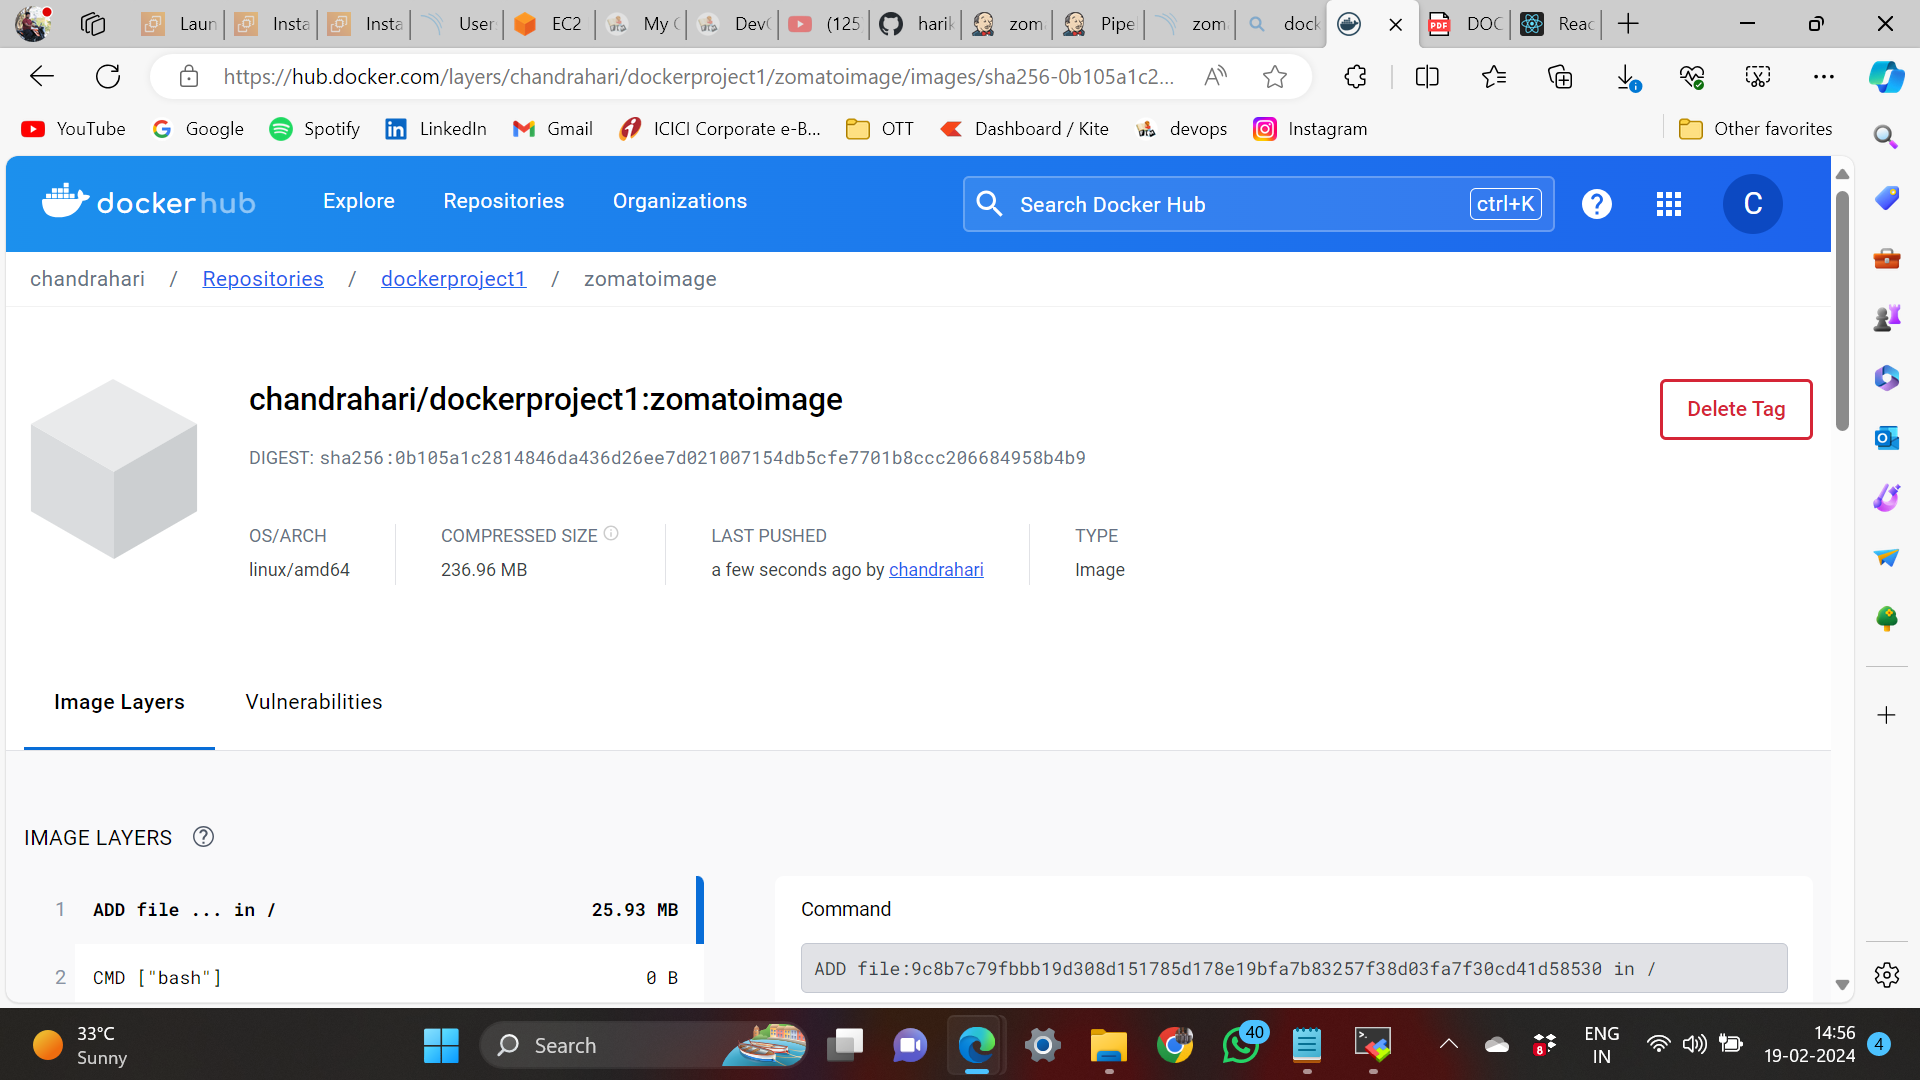 Laun
Insta
Insta
User
EC2
My C
DevO
(125
harik
zom
Pipel
zom
dock
DOC
Reac
https://hub.docker.com/layers/chandrahari/dockerproject1/zomatoimage/images/sha256-0b105a1c2...
YouTube
Google
Spotify
LinkedIn
Gmail
ICICI Corporate e-B...
OTT
Dashboard / Kite
devops
Instagram
Other favorites
dockerhub
Explore
Repositories
Organizations
Search Docker Hub
ctrl+K
C
chandrahari / Repositories / dockerproject1 / zomatoimage
chandrahari/dockerproject1:zomatoimage
Delete Tag
DIGEST: sha256:0b105a1c2814846da436d26ee7d021007154db5cfe7701b8ccc206684958b4b9
OS/ARCH
linux/amd64
COMPRESSED SIZE
236.96 MB
LAST PUSHED
a few seconds ago by chandrahari
TYPE
Image
Image Layers
Vulnerabilities
IMAGE LAYERS
1 ADD file ... in / 25.93 MB
2 CMD ["bash"] 0 B
Command
ADD file:9c8b7c79fbbb19d308d151785d178e19bfa7b83257f38d03fa7f30cd41d58530 in /
33°C
Sunny
Search
40
8
ENG
IN
14:56
19-02-2024
4